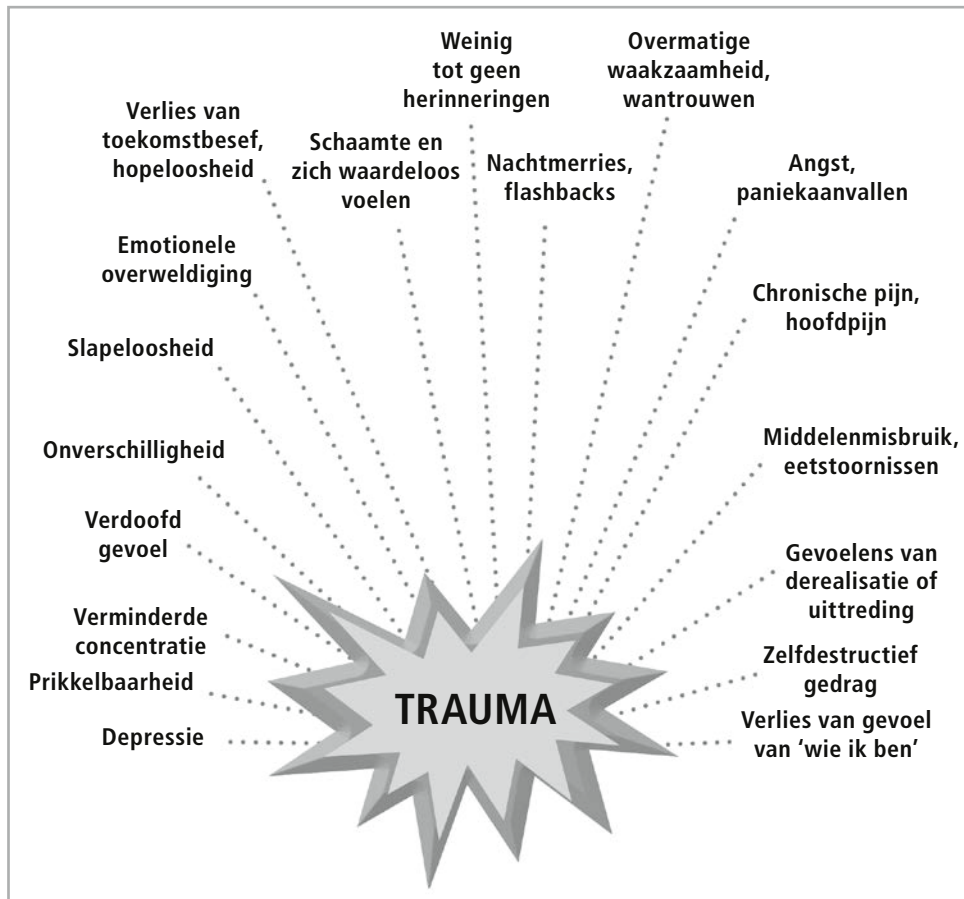 Weinig
tot geen
herinneringen
Overmatige
waakzaamheid,
wantrouwen
Verlies van
toekomstbesef,
hopeloosheid
Schaamte en
zich waardeloos
voelen
Nachtmerries,
flashbacks
Angst,
paniekaanvallen
Emotionele
overweldiging
Chronische pijn,
hoofdpijn
Slapeloosheid
Onverschilligheid
Middelenmisbruik,
eetstoornissen
Verdoofd
gevoel
Gevoelens van
derealisatie of
uittreding
Verminderde
concentratie
Zelfdestructief
gedrag
Prikkelbaarheid
TRAUMA
Depressie
Verlies van gevoel
van ‘wie ik ben’